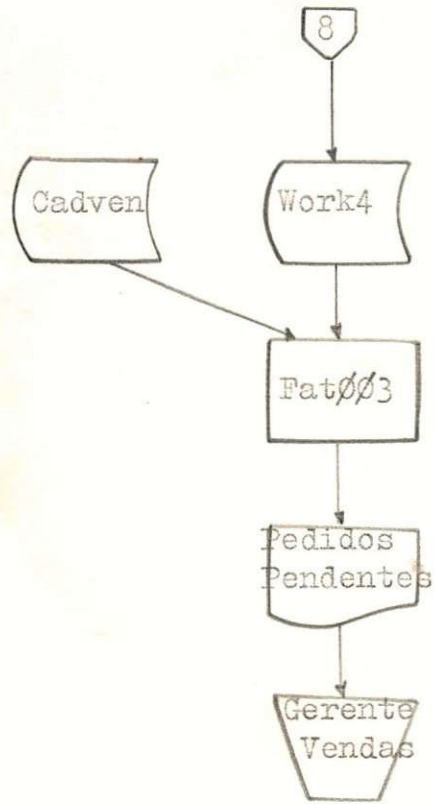 8
Cadven
Work4
FatØØ3
Pedidos
Pendentes
Gerente
Vendas